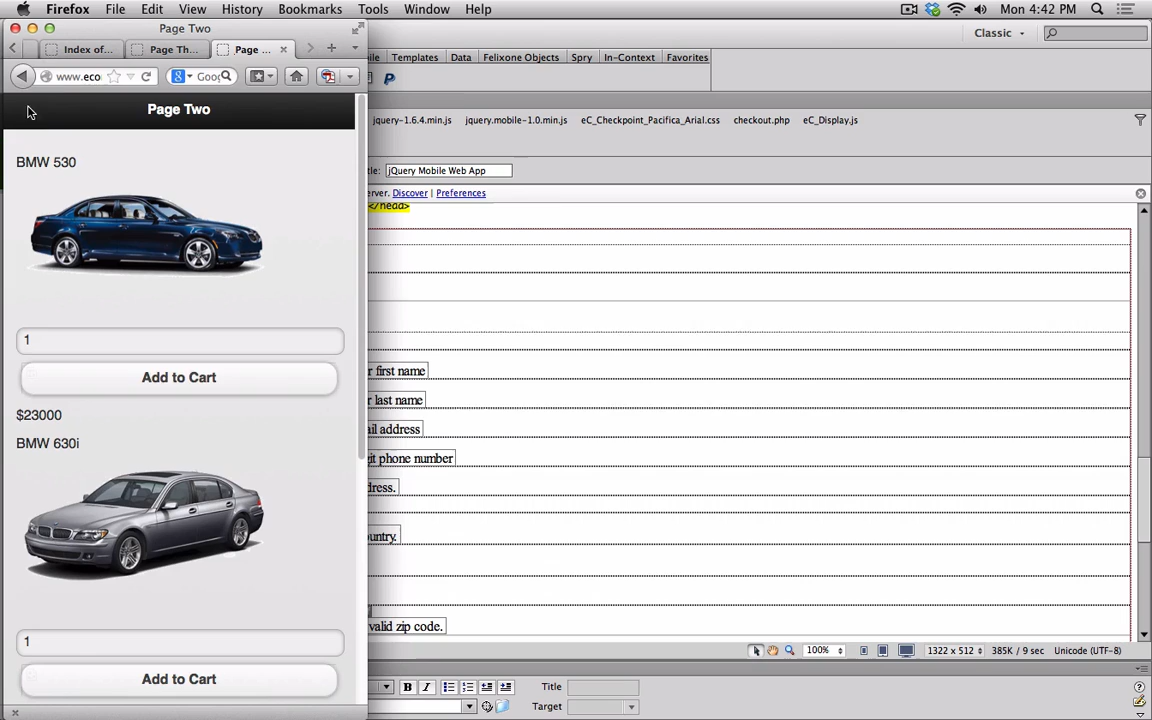 Firefox File Edit View History Bookmarks Tools Window Help
Mon 4:42 PM
Page Two
Index of...
Page Th...
Page ...
www.eco
Goog
Page Two
BMW 530
1
Add to Cart
$23000
BMW 630i
1
Add to Cart
Classic
Templates Data Felixone Objects Spry In-Context Favorites
jquery-1.6.4.min.js jquery.mobile-1.0.min.js eC_Checkpoint_Pacifica_Arial.css checkout.php eC_Display.js
tle: jQuery Mobile Web App
erver. Discover | Preferences
</head>
r first name
r last name
ail address
git phone number
dress.
ountry.
valid zip code.
100%
1322 x 512
385K / 9 sec
Unicode (UTF-8)
B I
Title
Target